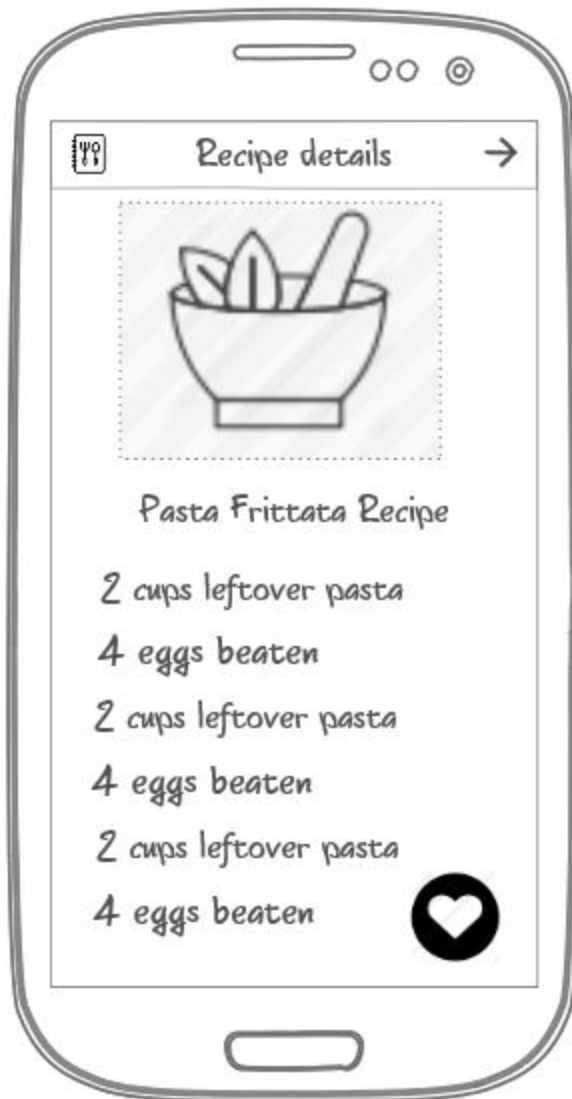 Recipe details
Pasta Frittata Recipe
2 cups leftover pasta
4 eggs beaten
2 cups leftover pasta
4 eggs beaten
2 cups leftover pasta
4 eggs beaten